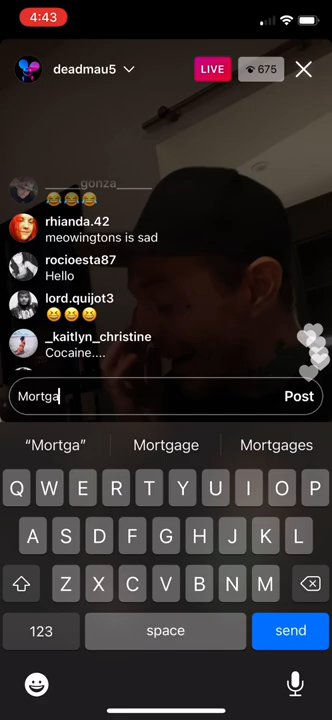 4:43
deadmau5
LIVE
675
_____gonza______
😂😂😂
rhianda.42
meowingtons is sad
rocioesta87
Hello
lord.quijot3
😆😆😆
_kaitlyn_christine
Cocaine....
Mortga
Post
“Mortga”
Mortgage
Mortgages
Q W E R T Y U I O P
A S D F G H J K L
Z X C V B N M
123
space
send